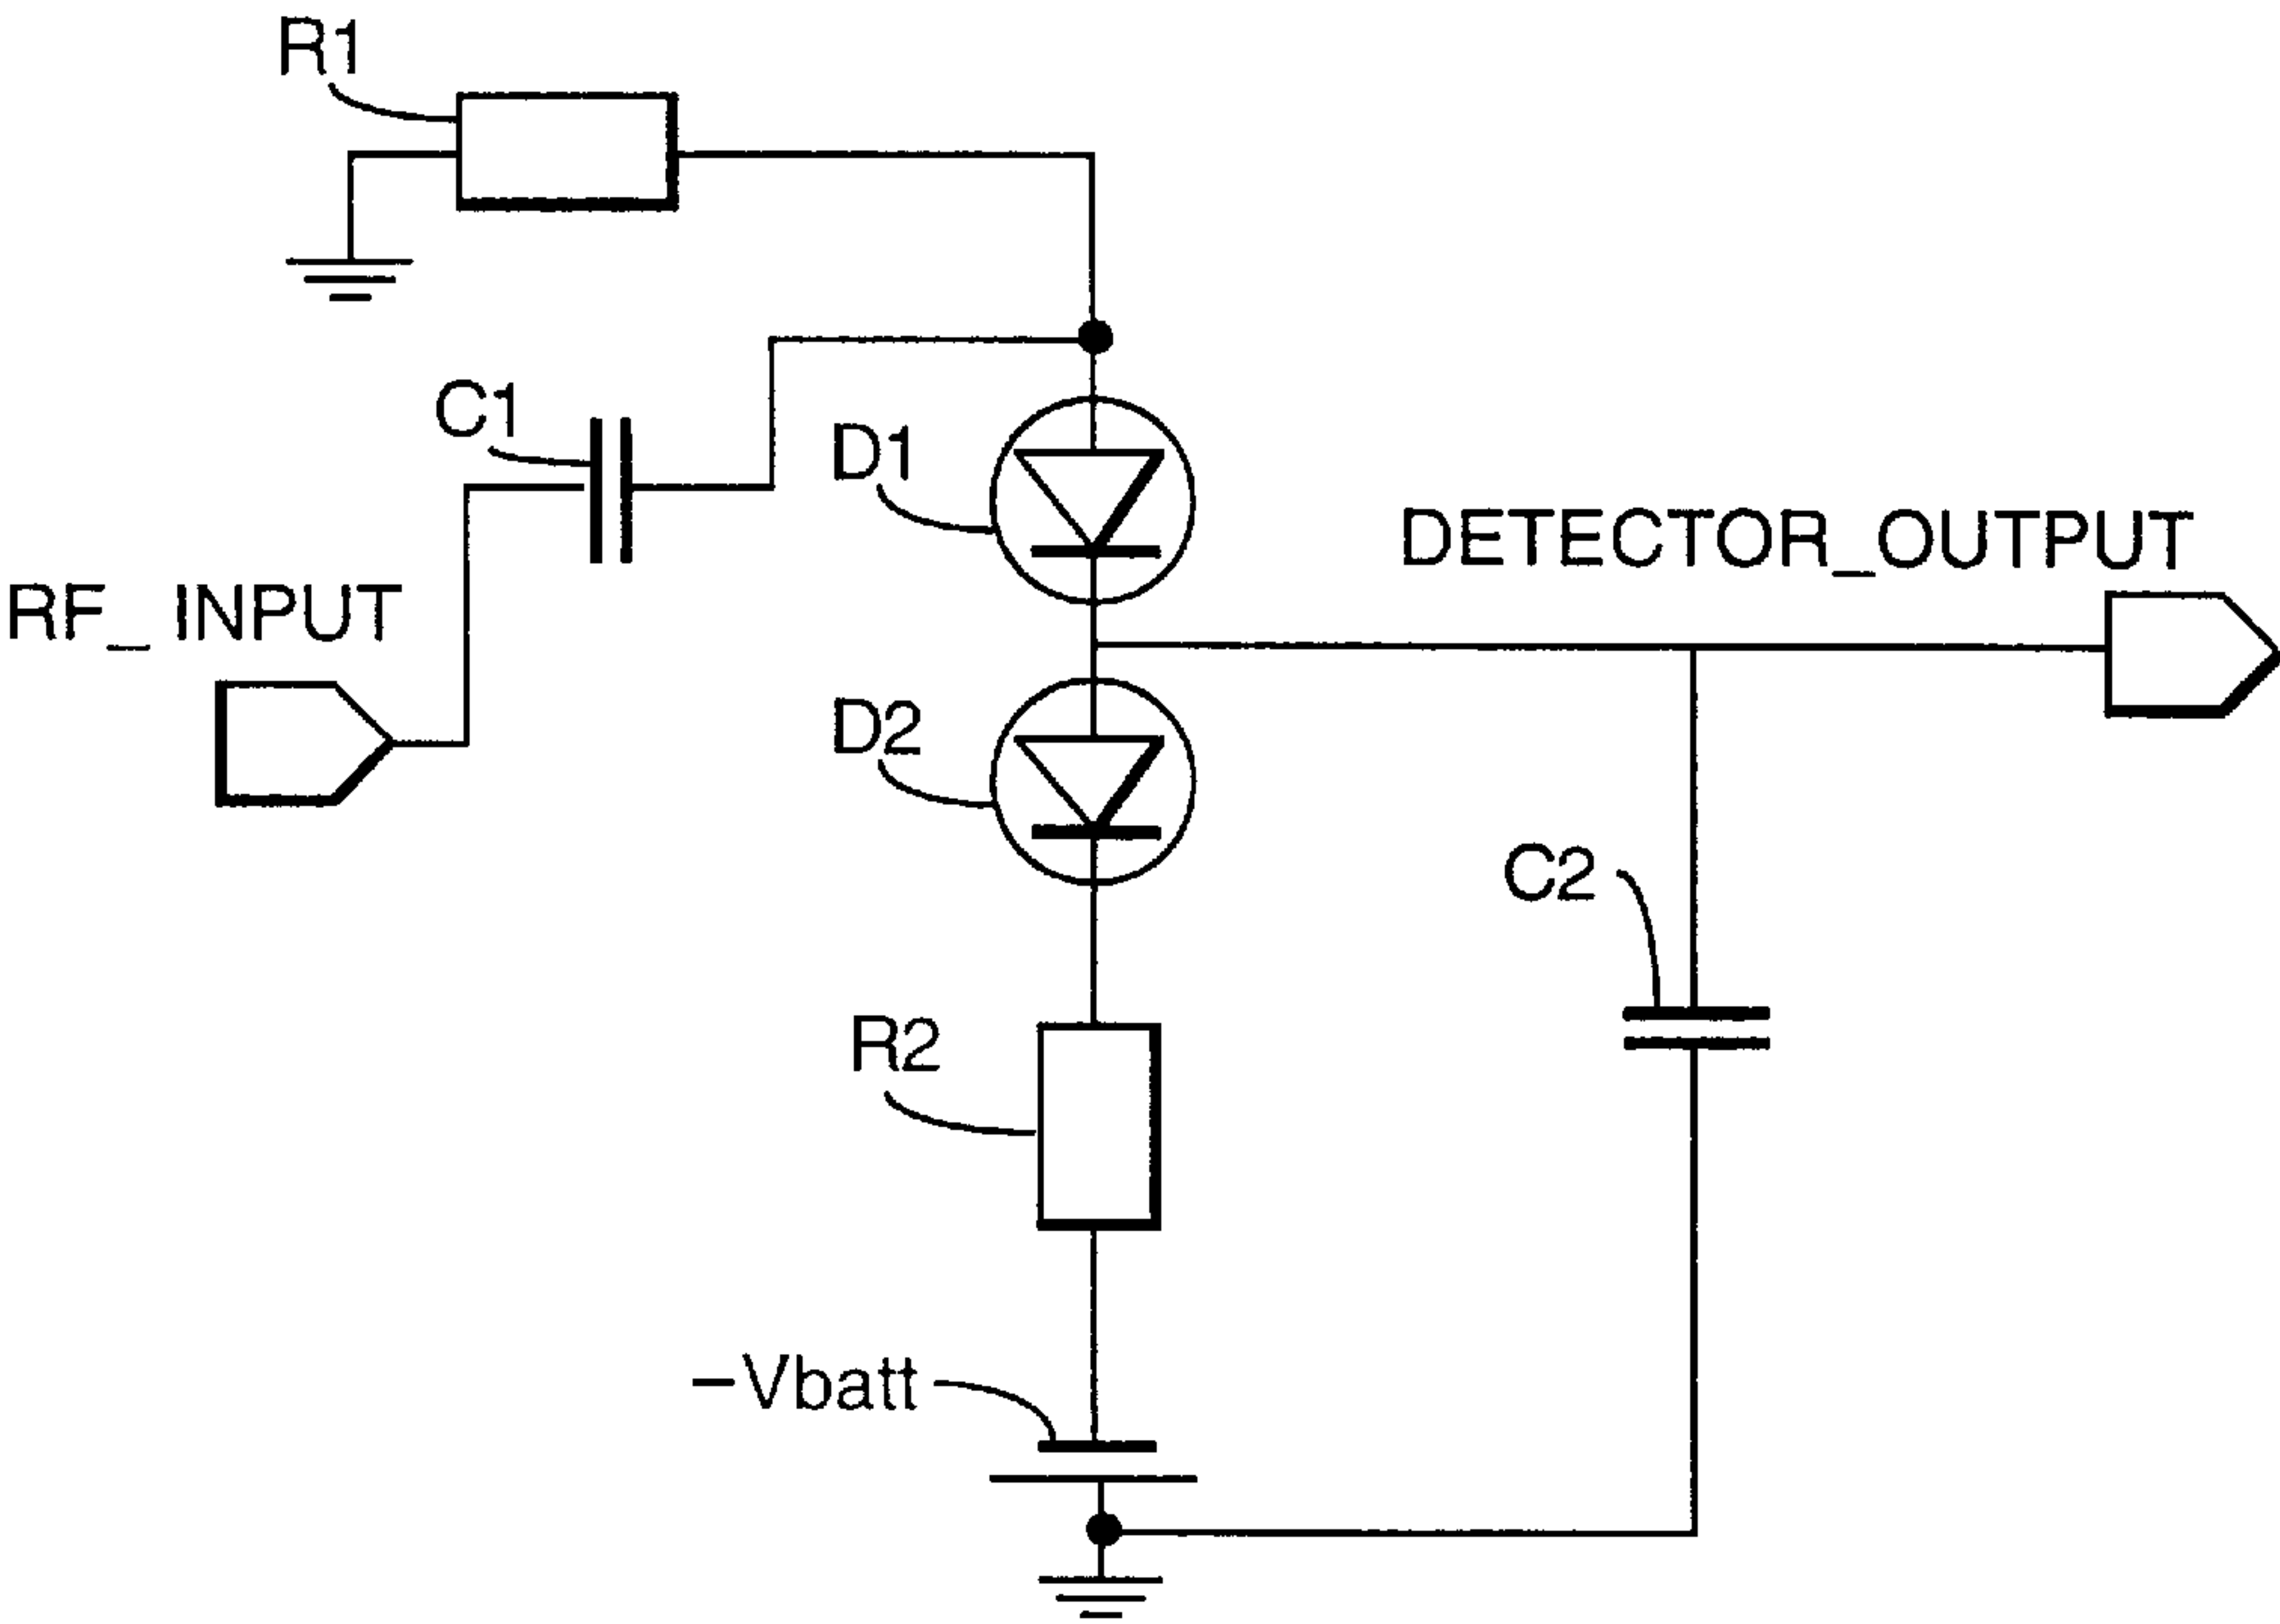 R1
C1
D1
DETECTOR_OUTPUT
RF_ INPUT
D2
C2
R2
−Vbatt